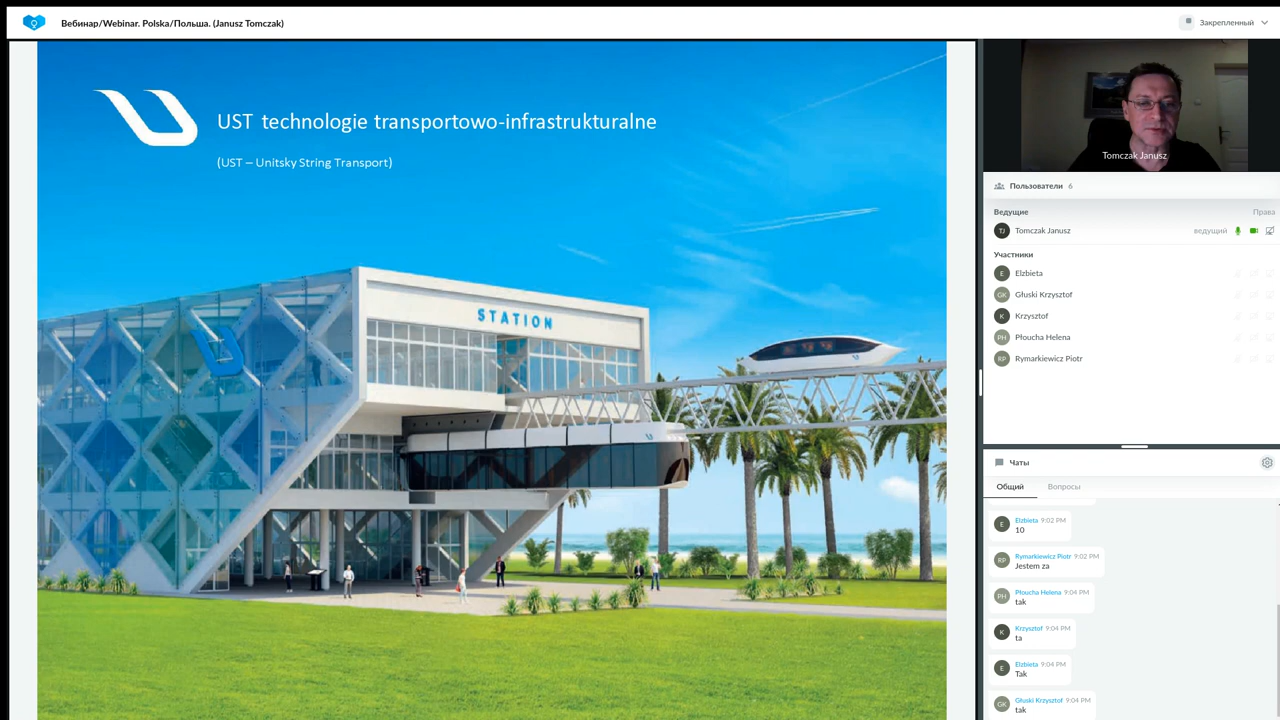 Вебинар/Webinar. Polska/Польша. (Janusz Tomczak)
Закрепленный
UST technologie transportowo-infrastrukturalne
(UST – Unitsky String Transport)
STATION
Tomczak Janusz
Пользователи 6
Ведущие Права
TJ Tomczak Janusz ведущий
Участники
E Elzbieta
GK Głuski Krzysztof
K Krzysztof
PH Płoucha Helena
RP Rymarkiewicz Piotr
Чаты
Общий Вопросы
E Elzbieta 9:02 PM
10
RP Rymarkiewicz Piotr 9:02 PM
Jestem za
PH Płoucha Helena 9:04 PM
tak
K Krzysztof 9:04 PM
ta
E Elzbieta 9:04 PM
Tak
GK Głuski Krzysztof 9:04 PM
tak